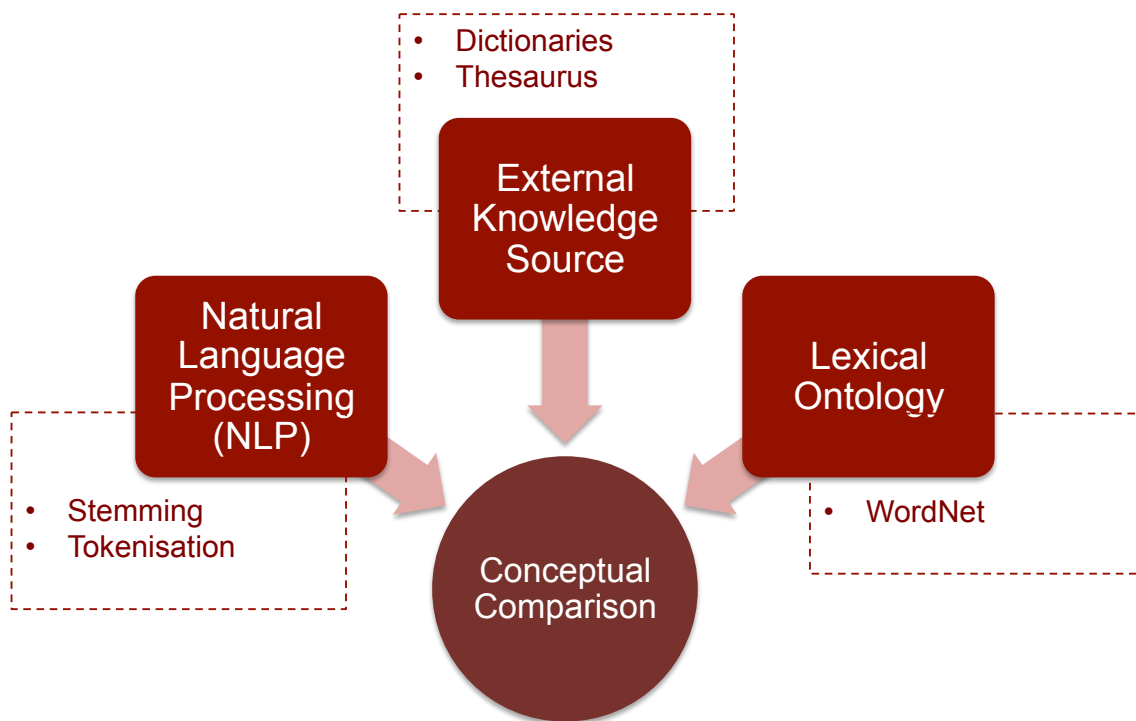 • Dictionaries
• Thesaurus
External
Knowledge
Source
Natural
Language
Processing
(NLP)
• Stemming
• Tokenisation
Lexical
Ontology
• WordNet
Conceptual
Comparison